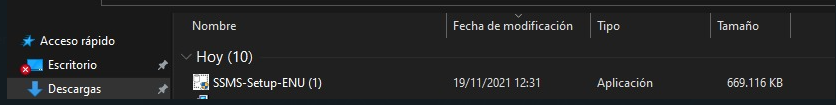 Nombre Fecha de modificación Tipo Tamaño
Acceso rápido
Hoy (10)
Escritorio
SSMS-Setup-ENU (1) 19/11/2021 12:31 Aplicación 669.116 KB
Descargas